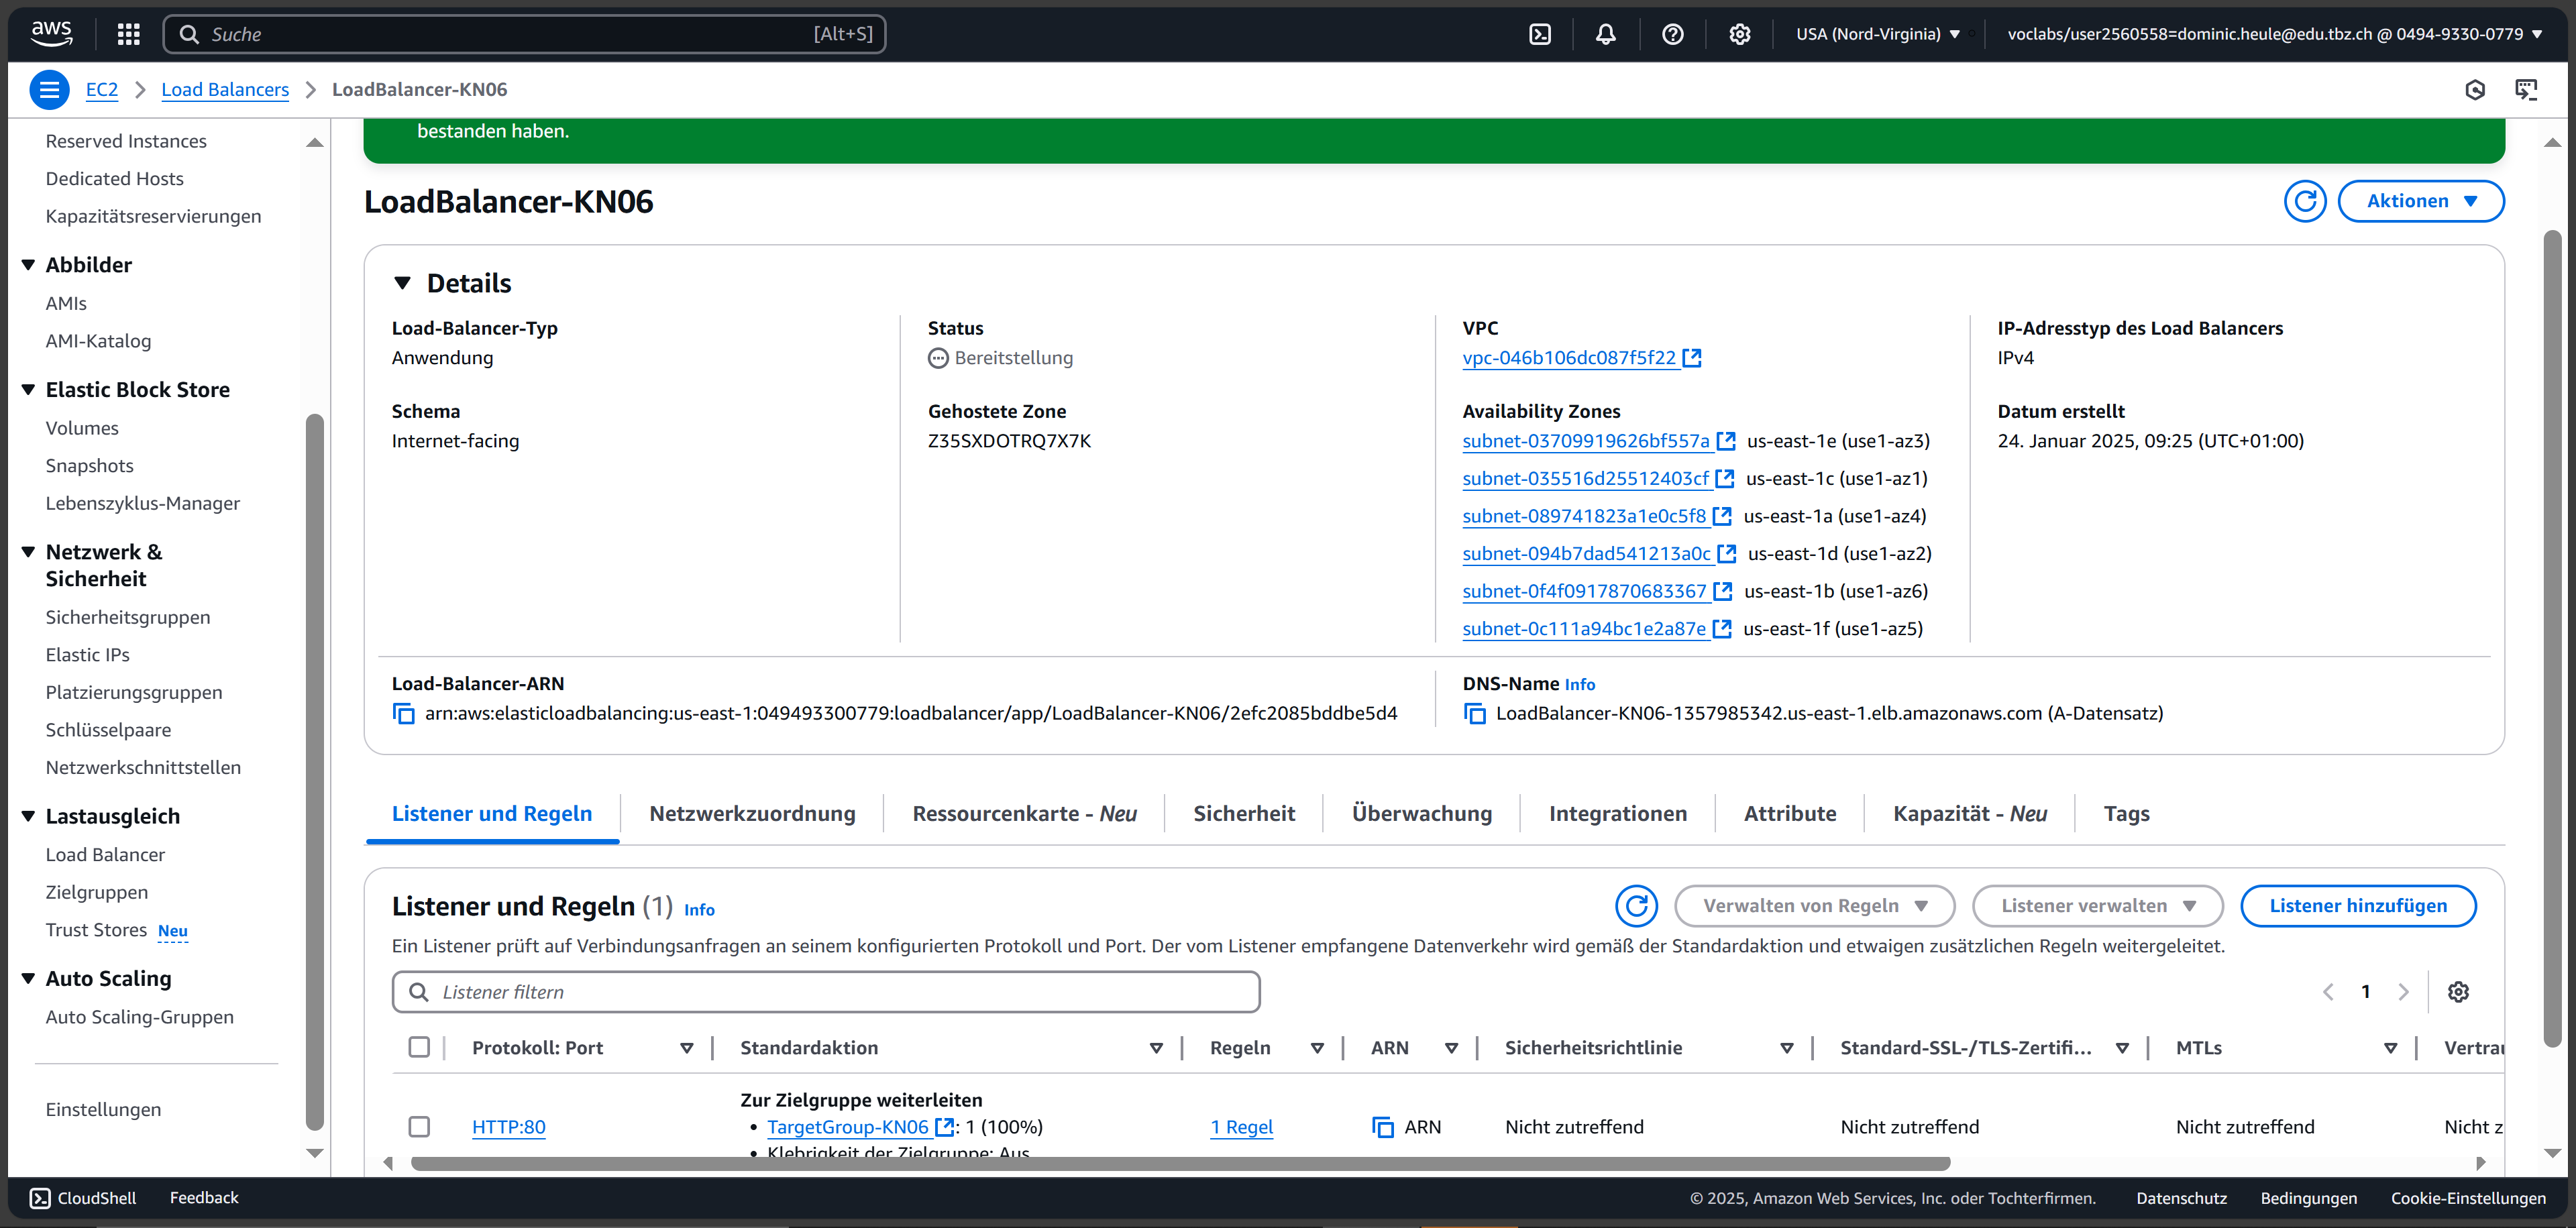 aws
Suche
[Alt+S]
USA (Nord-Virginia)
voclabs/user2560558=dominic.heule@edu.tbz.ch @ 0494-9330-0779
EC2
Load Balancers
LoadBalancer-KN06
Reserved Instances
Dedicated Hosts
Kapazitätsreservierungen
Abbilder
AMIs
AMI-Katalog
Elastic Block Store
Volumes
Snapshots
Lebenszyklus-Manager
Netzwerk &
Sicherheit
Sicherheitsgruppen
Elastic IPs
Platzierungsgruppen
Schlüsselpaare
Netzwerkschnittstellen
Lastausgleich
Load Balancer
Zielgruppen
Trust Stores Neu
Auto Scaling
Auto Scaling-Gruppen
Einstellungen
bestanden haben.
LoadBalancer-KN06
Aktionen
Details
Load-Balancer-Typ
Anwendung
Schema
Internet-facing
Status
Bereitstellung
Gehostete Zone
Z35SXDOTRQ7X7K
VPC
vpc-046b106dc087f5f22
Availability Zones
subnet-03709919626bf557a us-east-1e (use1-az3)
subnet-035516d25512403cf us-east-1c (use1-az1)
subnet-089741823a1e0c5f8 us-east-1a (use1-az4)
subnet-094b7dad541213a0c us-east-1d (use1-az2)
subnet-0f4f0917870683367 us-east-1b (use1-az6)
subnet-0c111a94bc1e2a87e us-east-1f (use1-az5)
IP-Adresstyp des Load Balancers
IPv4
Datum erstellt
24. Januar 2025, 09:25 (UTC+01:00)
Load-Balancer-ARN
arn:aws:elasticloadbalancing:us-east-1:049493300779:loadbalancer/app/LoadBalancer-KN06/2efc2085bddbe5d4
DNS-Name Info
LoadBalancer-KN06-1357985342.us-east-1.elb.amazonaws.com (A-Datensatz)
Listener und Regeln
Netzwerkzuordnung
Ressourcenkarte - Neu
Sicherheit
Überwachung
Integrationen
Attribute
Kapazität - Neu
Tags
Listener und Regeln (1) Info
Verwalten von Regeln
Listener verwalten
Listener hinzufügen
Ein Listener prüft auf Verbindungsanfragen an seinem konfigurierten Protokoll und Port. Der vom Listener empfangene Datenverkehr wird gemäß der Standardaktion und etwaigen zusätzlichen Regeln weitergeleitet.
Listener filtern
1
Protokoll: Port
Standardaktion
Regeln
ARN
Sicherheitsrichtlinie
Standard-SSL-/TLS-Zertifi...
MTLs
Vertrau
HTTP:80
Zur Zielgruppe weiterleiten
• TargetGroup-KN06 : 1 (100%)
• Klebrigkeit der Zielgruppe: Aus
1 Regel
ARN
Nicht zutreffend
Nicht zutreffend
Nicht zutreffend
Nicht z
CloudShell
Feedback
© 2025, Amazon Web Services, Inc. oder Tochterfirmen.
Datenschutz
Bedingungen
Cookie-Einstellungen